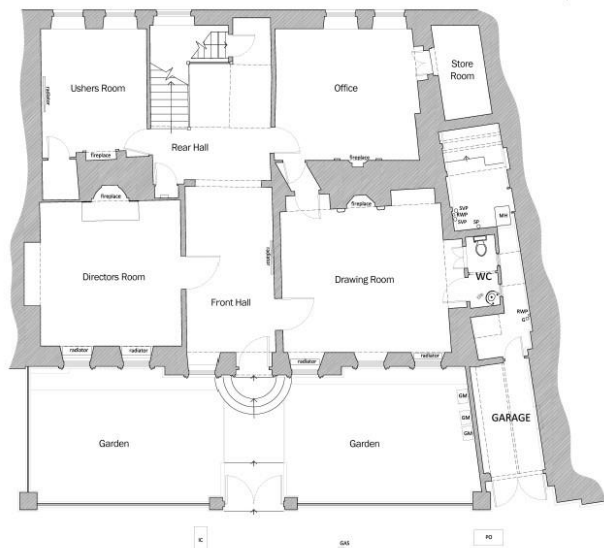 Ushers Room
radiator
fireplace
Office
Store
Room
Rear Hall
fireplace
fireplace
fireplace
SVP
RWP
SVP
SP
MH
radiator
WC
Directors Room
Front Hall
Drawing Room
RWP
G
radiator
radiator
radiator
radiator
GM
GM
GM
Garden
Garden
GARAGE
IC
GAS
PO